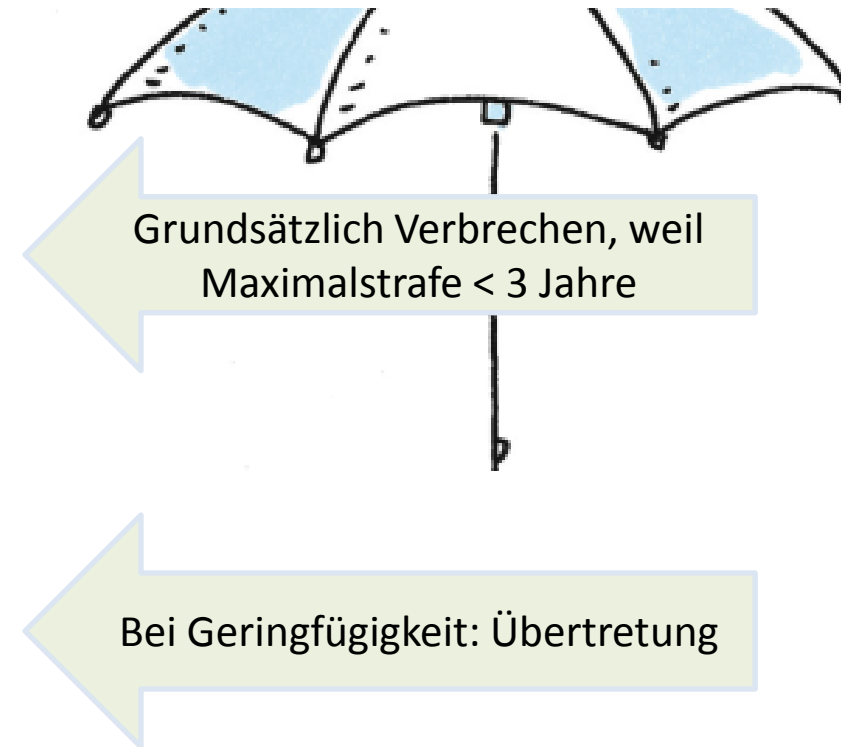 Grundsätzlich Verbrechen, weil
Maximalstrafe < 3 Jahre
Bei Geringfügigkeit: Übertretung